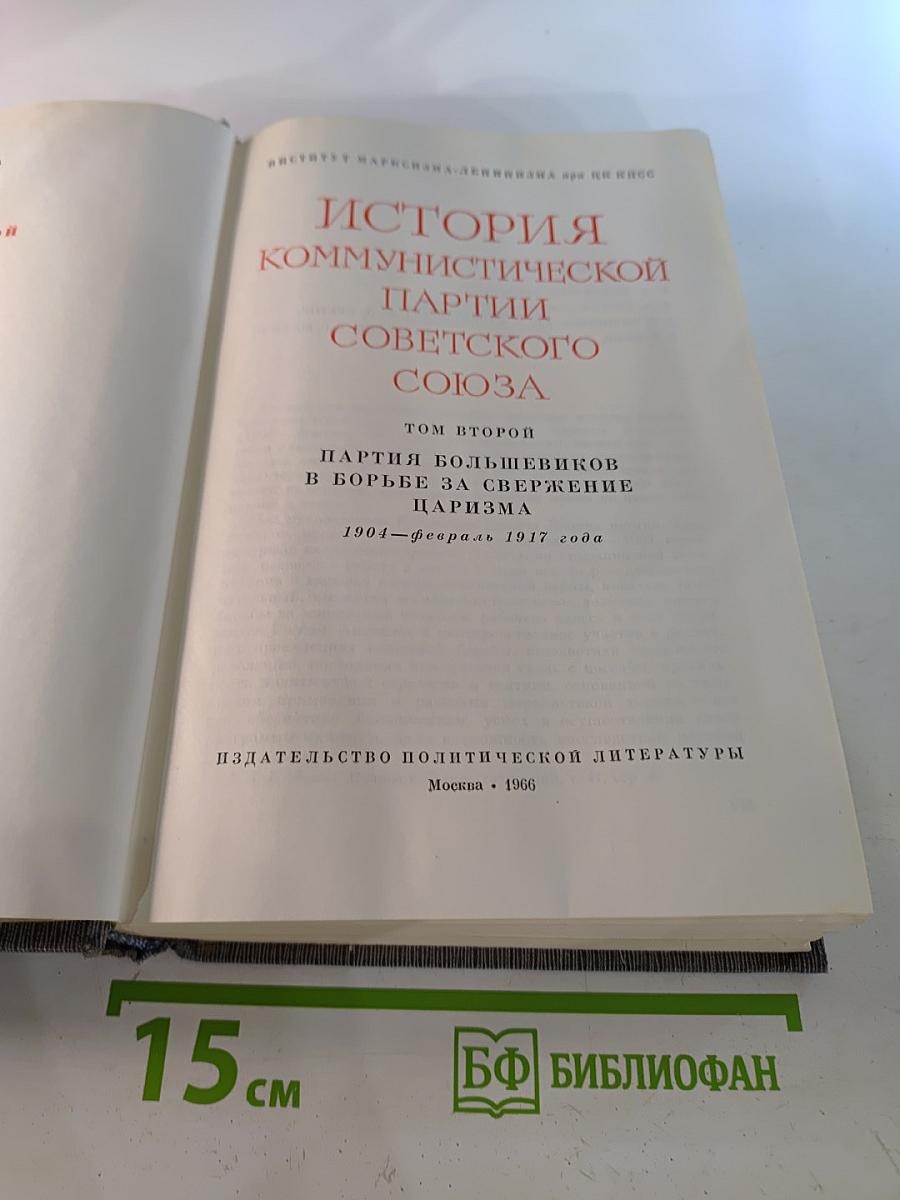 й
ИНСТИТУТ МАРКСИЗМА-ЛЕНИНИЗМА при ЦК КПСС
ИСТОРИЯ
КОММУНИСТИЧЕСКОЙ
ПАРТИИ
СОВЕТСКОГО
СОЮЗА
ТОМ ВТОРОЙ
ПАРТИЯ БОЛЬШЕВИКОВ
В БОРЬБЕ ЗА СВЕРЖЕНИЕ
ЦАРИЗМА
1904—февраль 1917 года
ИЗДАТЕЛЬСТВО ПОЛИТИЧЕСКОЙ ЛИТЕРАТУРЫ
Москва • 1966
15 см
БФ БИБЛИОФАН